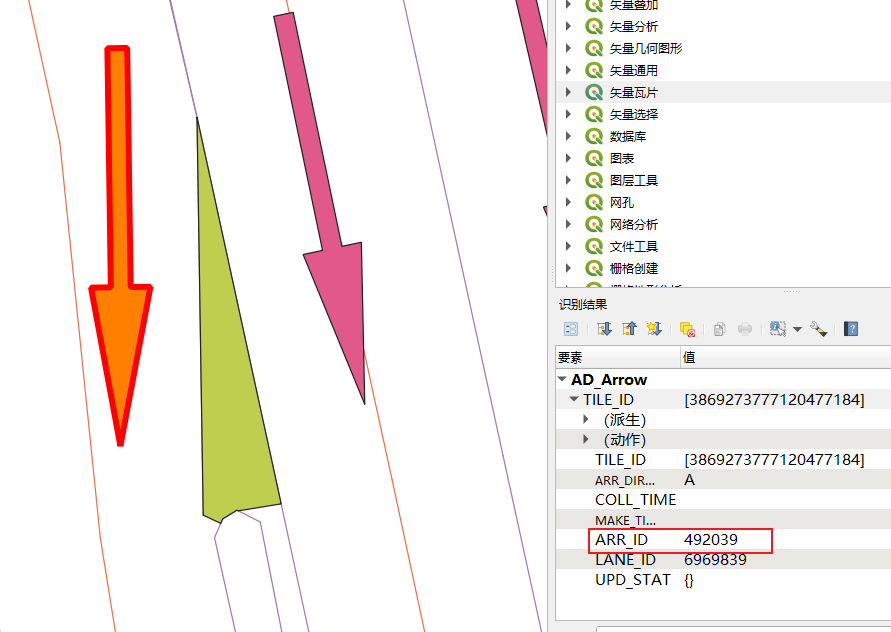 矢量叠加
矢量分析
矢量几何图形
矢量通用
矢量瓦片
矢量选择
数据库
图表
图层工具
网孔
网络分析
文件工具
栅格创建
识别结果
要素 值
AD_Arrow
TILE_ID [3869273777120477184]
(派生)
(动作)
TILE_ID [3869273777120477184]
ARR_DIR... A
COLL_TIME
MAKE_TI...
ARR_ID 492039
LANE_ID 6969839
UPD_STAT {}